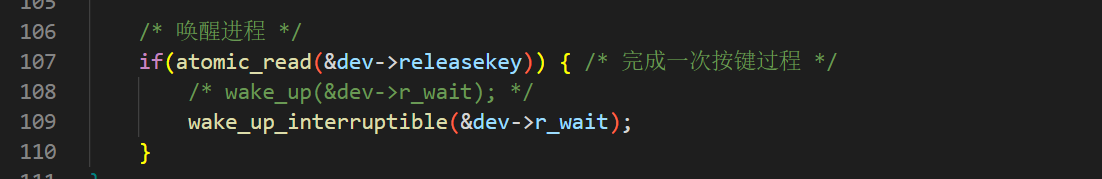 105
106 /* 唤醒进程 */
107 if(atomic_read(&dev->releasekey)) { /* 完成一次按键过程 */
108 /* wake_up(&dev->r_wait); */
109 wake_up_interruptible(&dev->r_wait);
110 }
111 }